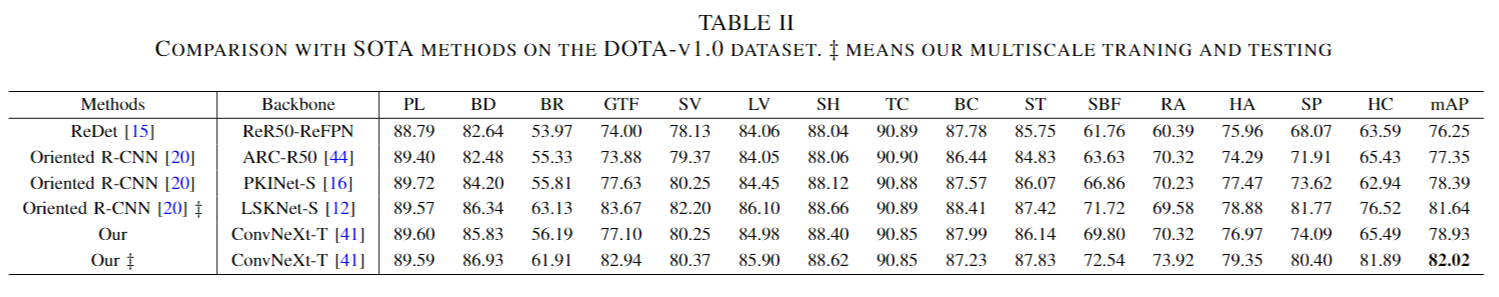 TABLE II
COMPARISON WITH SOTA METHODS ON THE DOTA-V1.0 DATASET. ‡ MEANS OUR MULTISCALE TRANING AND TESTING
Methods Backbone PL BD BR GTF SV LV SH TC BC ST SBF RA HA SP HC mAP
ReDet [15] ReR50-ReFPN 88.79 82.64 53.97 74.00 78.13 84.06 88.04 90.89 87.78 85.75 61.76 60.39 75.96 68.07 63.59 76.25
Oriented R-CNN [20] ARC-R50 [44] 89.40 82.48 55.33 73.88 79.37 84.05 88.06 90.90 86.44 84.83 63.63 70.32 74.29 71.91 65.43 77.35
Oriented R-CNN [20] PKINet-S [16] 89.72 84.20 55.81 77.63 80.25 84.45 88.12 90.88 87.57 86.07 66.86 70.23 77.47 73.62 62.94 78.39
Oriented R-CNN [20] ‡ LSKNet-S [12] 89.57 86.34 63.13 83.67 82.20 86.10 88.66 90.89 88.41 87.42 71.72 69.58 78.88 81.77 76.52 81.64
Our ConvNeXt-T [41] 89.60 85.83 56.19 77.10 80.25 84.98 88.40 90.85 87.99 86.14 69.80 70.32 76.97 74.09 65.49 78.93
Our ‡ ConvNeXt-T [41] 89.59 86.93 61.91 82.94 80.37 85.90 88.62 90.85 87.23 87.83 72.54 73.92 79.35 80.40 81.89 82.02